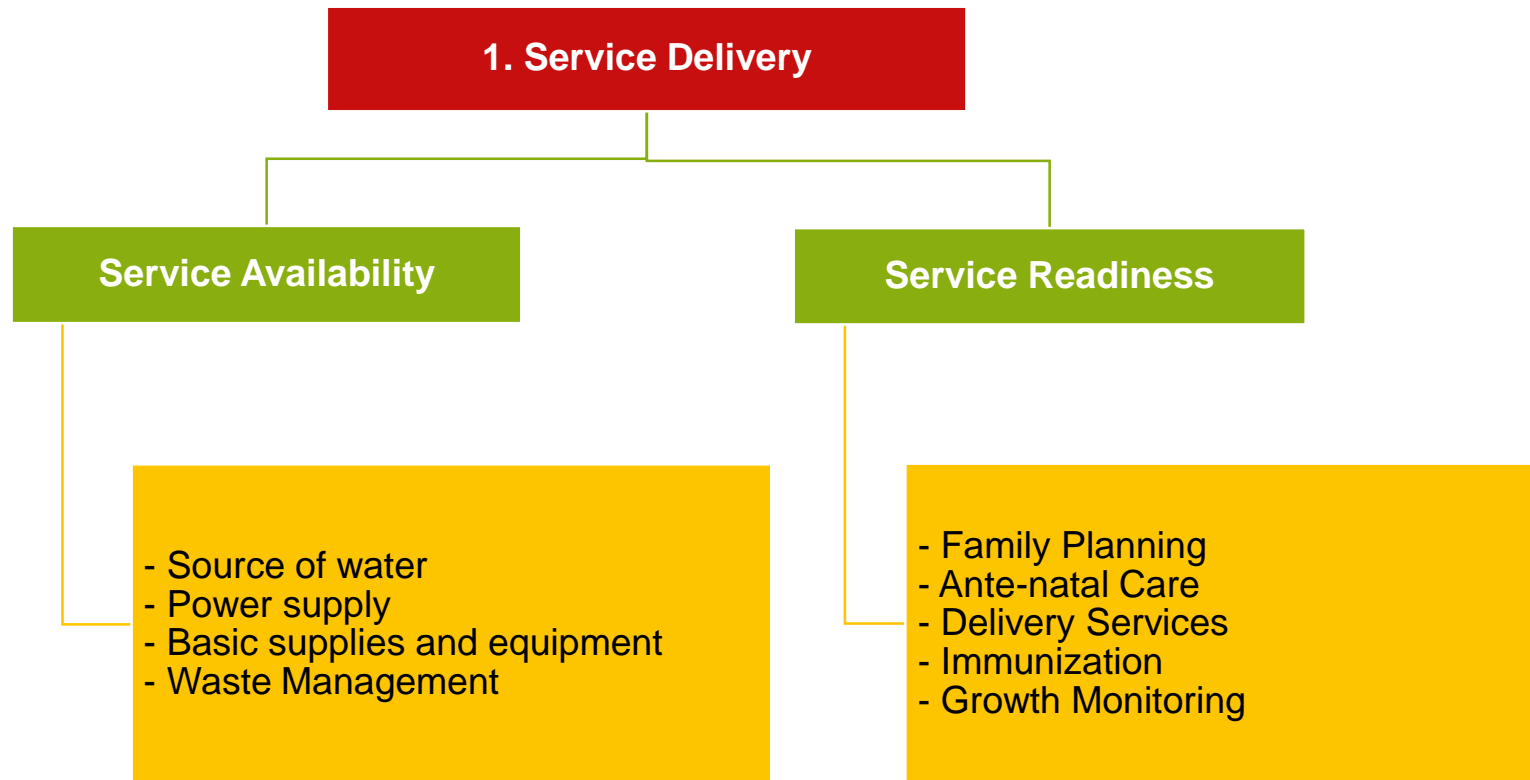 1. Service Delivery
Service Availability
- Source of water
- Power supply
- Basic supplies and equipment
- Waste Management
Service Readiness
- Family Planning
- Ante-natal Care
- Delivery Services
- Immunization
- Growth Monitoring